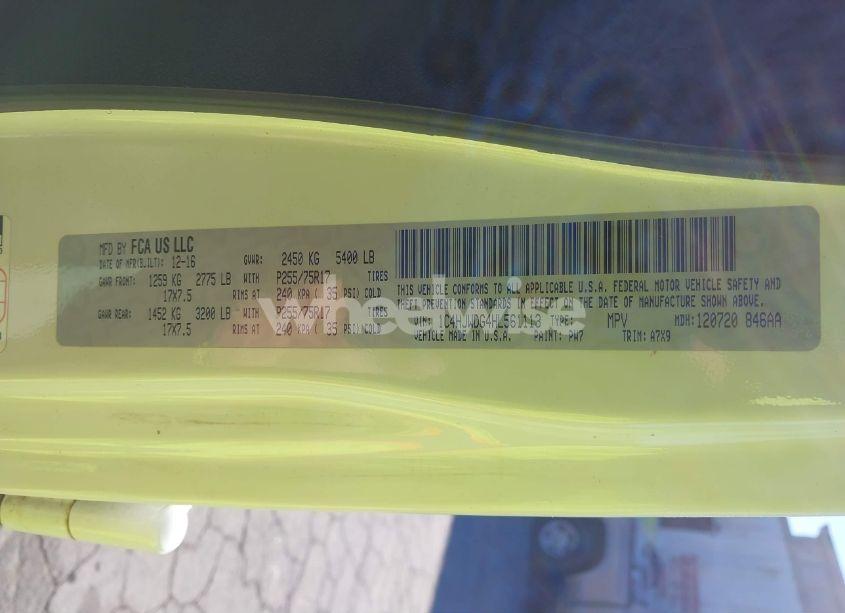 MFD BY FCA US LLC
DATE OF MFR(BUILT): 12-16 GVWR: 2450 KG 5400 LB
GAWR FRONT: 1259 KG 2775 LB WITH P255/75R17 TIRES
17X7.5 RIMS AT 240 KPA ( 35 PSI) COLD
GAWR REAR: 1452 KG 3200 LB WITH P255/75R17 TIRES
17X7.5 RIMS AT 240 KPA ( 35 PSI) COLD
THIS VEHICLE CONFORMS TO ALL APPLICABLE U.S.A. FEDERAL MOTOR VEHICLE SAFETY AND
THEFT PREVENTION STANDARDS IN EFFECT ON THE DATE OF MANUFACTURE SHOWN ABOVE.
VIN: 1C4HJWDG4HL561113 TYPE: MPV MDH: 120720 846AA
VEHICLE MADE IN U.S.A. PAINT: PW7 TRIM: A7X9
wheelwise